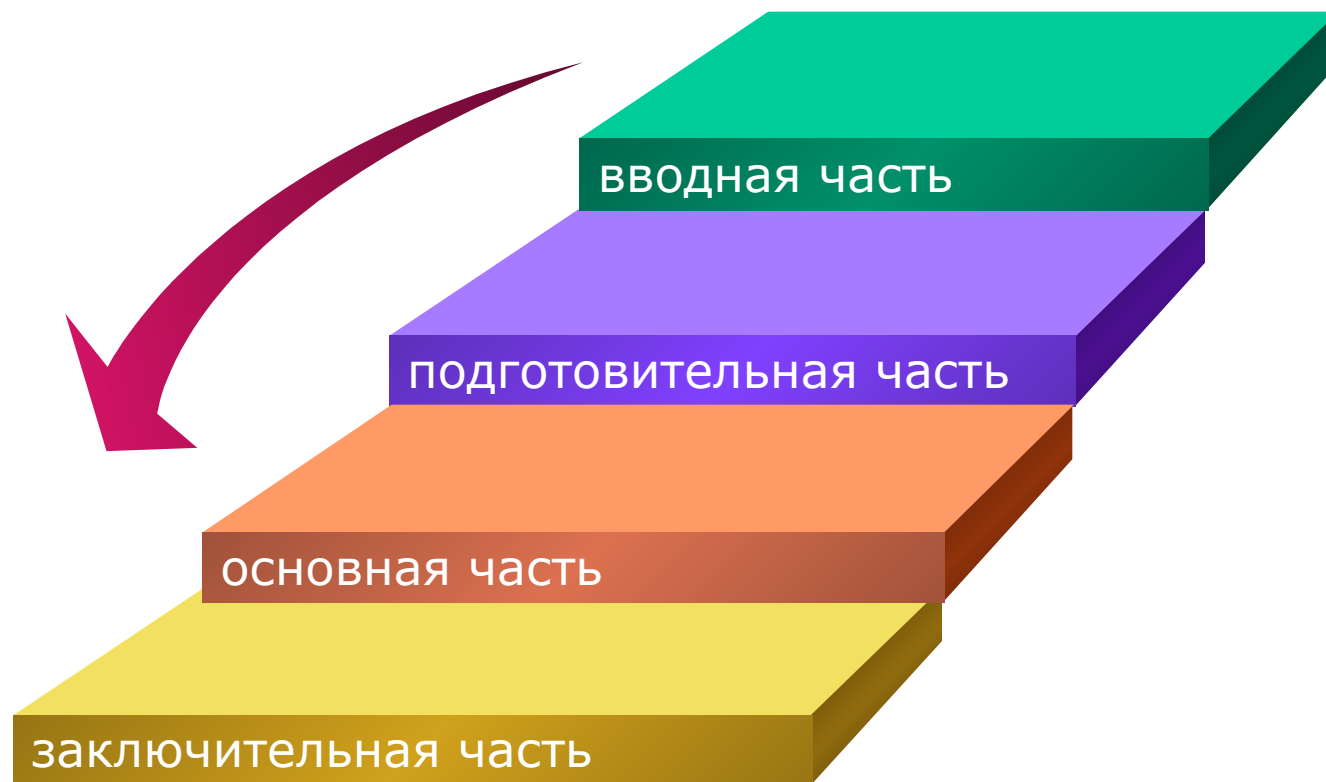 вводная часть
подготовительная часть
основная часть
заключительная часть